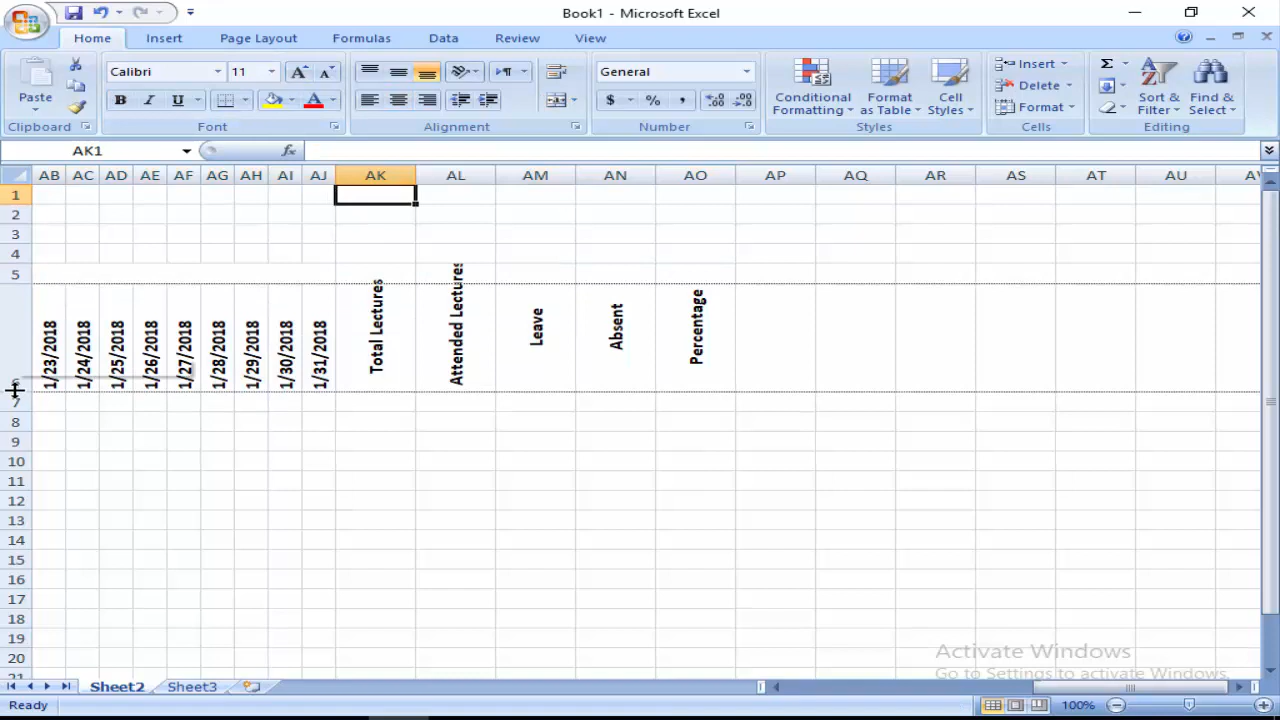 Book1 - Microsoft Excel
Home Insert Page Layout Formulas Data Review View
Paste
Calibri 11
B I U
General
$ % ,
Conditional Formatting
Format as Table
Cell Styles
Insert
Delete
Format
Σ
Sort & Filter
Find & Select
Clipboard Font Alignment Number Styles Cells Editing
AK1 fx
AB AC AD AE AF AG AH AI AJ AK AL AM AN AO AP AQ AR AS AT AU
1
2
3
4
5
6
1/23/2018 1/24/2018 1/25/2018 1/26/2018 1/27/2018 1/28/2018 1/29/2018 1/30/2018 1/31/2018 Total Lectures Attended Lectures Leave Absent Percentage
7
8
9
10
11
12
13
14
15
16
17
18
19
20
21
Activate Windows
Go to Settings to activate Windows.
Sheet2 Sheet3
Ready 100%